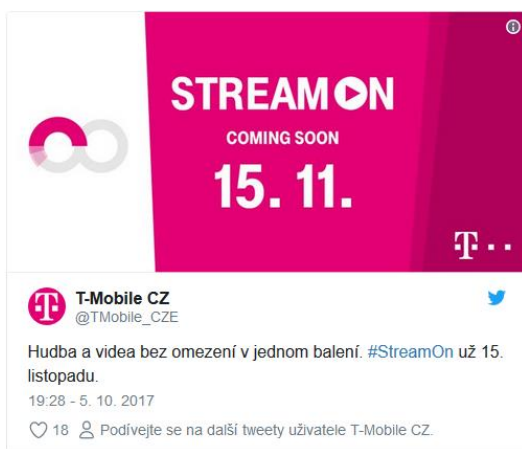 STREAMON
COMING SOON
15. 11.
T
T-Mobile CZ
@TMobile_CZE
Hudba a videa bez omezení v jednom balení. #StreamOn už 15.
listopadu.
19:28 - 5. 10. 2017
18 Podívejte se na další tweety uživatele T-Mobile CZ.